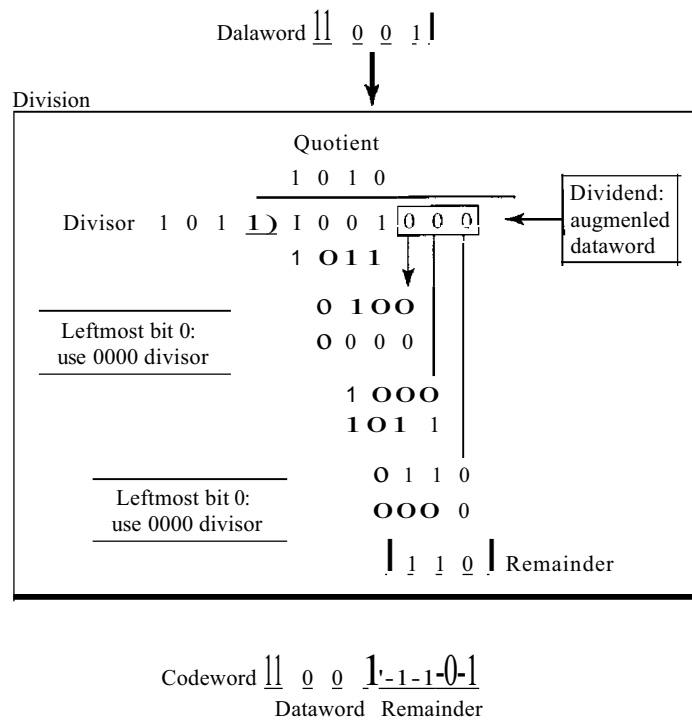 Dalaword 11 0 0 1|
Division
Quotient
1 0 1 0
Divisor 1 0 1 1) I 0 0 1 0 0 0
Dividend:
augmenled
dataword
1 0 1 1
0 1 0 0
Leftmost bit 0:
use 0000 divisor
0 0 0 0
1 0 0 0
1 0 1 1
0 1 1 0
Leftmost bit 0:
use 0000 divisor
0 0 0 0
|1 1 0| Remainder
Codeword 11 0 0 1'-1-1-0-1
Dataword Remainder